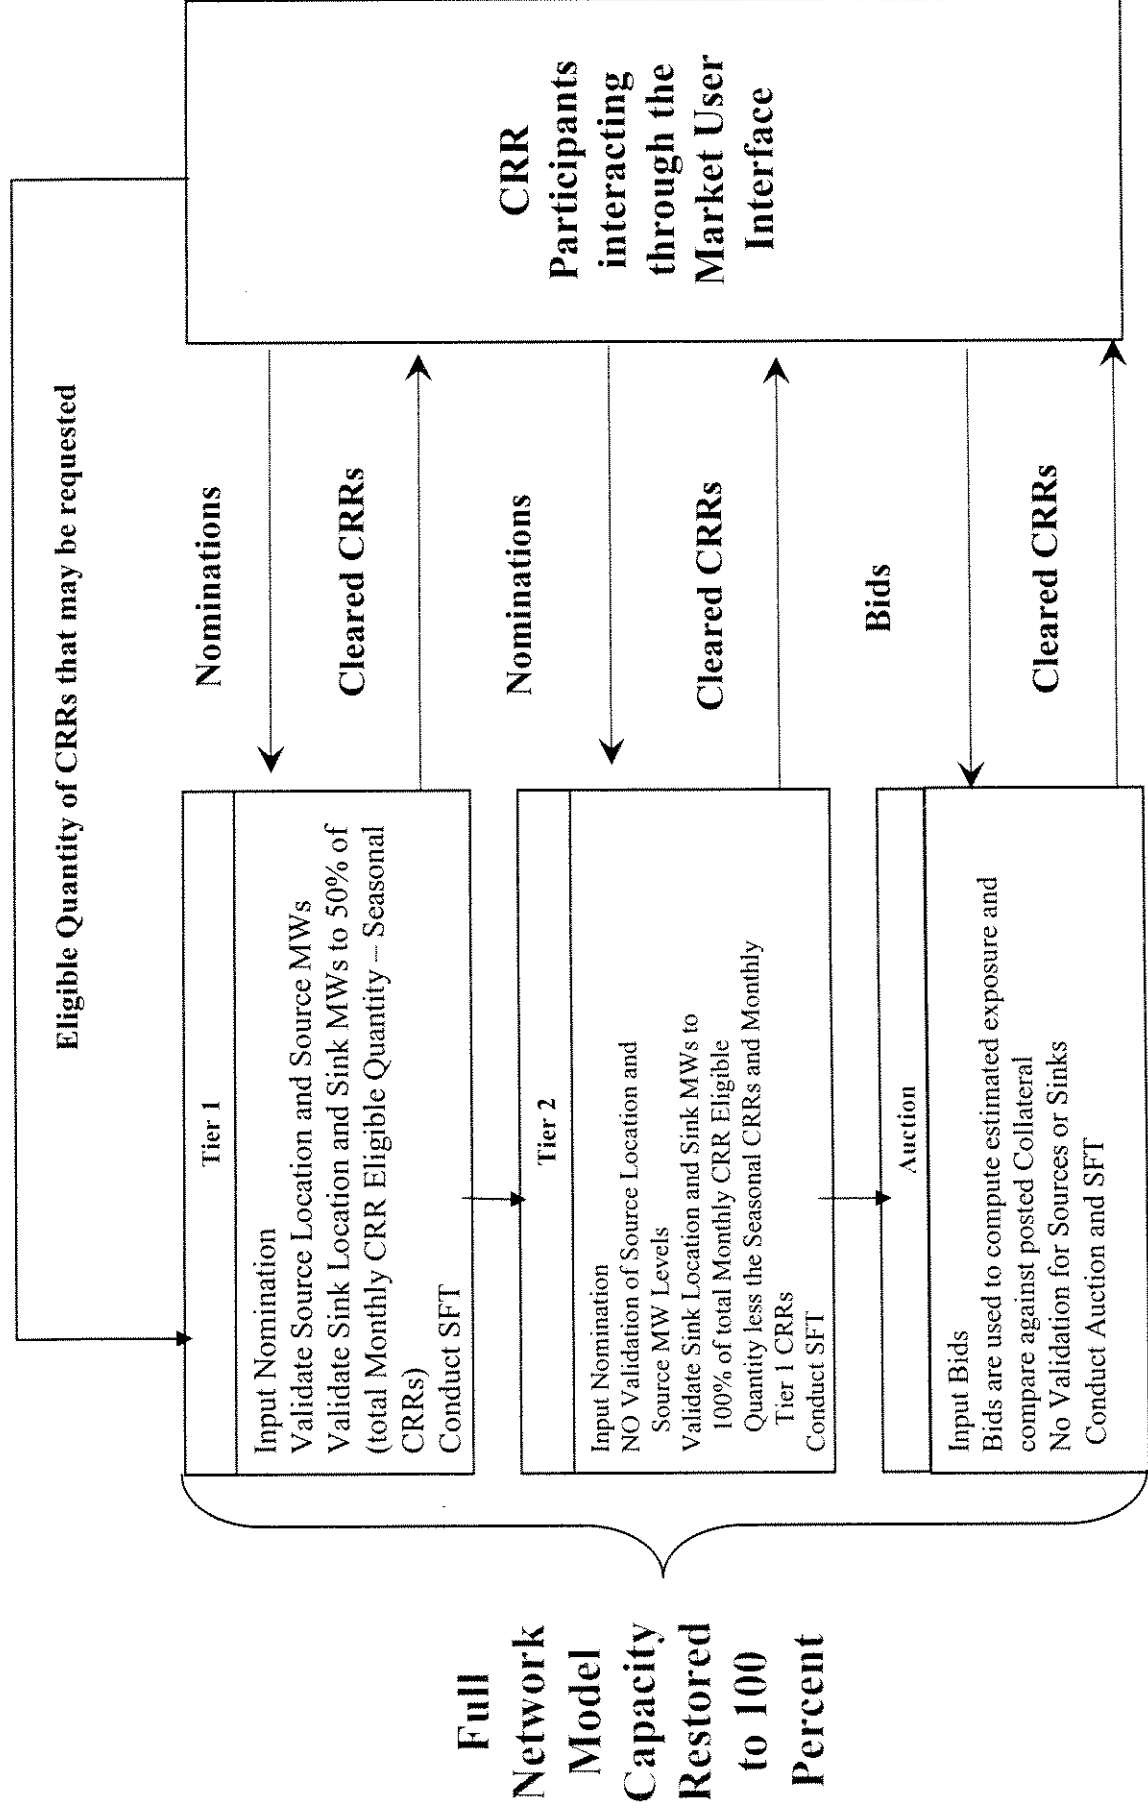 Eligible Quantity of CRRs that may be requested
Full
Network
Model
Capacity
Restored
to 100
Percent
Tier 1
Input Nomination
Validate Source Location and Source MWs
Validate Sink Location and Sink MWs to 50% of
(total Monthly CRR Eligible Quantity – Seasonal
CRRs)
Conduct SFT
Nominations
Cleared CRRs
Tier 2
Input Nomination
NO Validation of Source Location and
Source MW Levels
Validate Sink Location and Sink MWs to
100% of total Monthly CRR Eligible
Quantity less the Seasonal CRRs and Monthly
Tier 1 CRRs
Conduct SFT
Nominations
Cleared CRRs
Auction
Input Bids
Bids are used to compute estimated exposure and
compare against posted Collateral
No Validation for Sources or Sinks
Conduct Auction and SFT
Bids
Cleared CRRs
CRR
Participants
interacting
through the
Market User
Interface